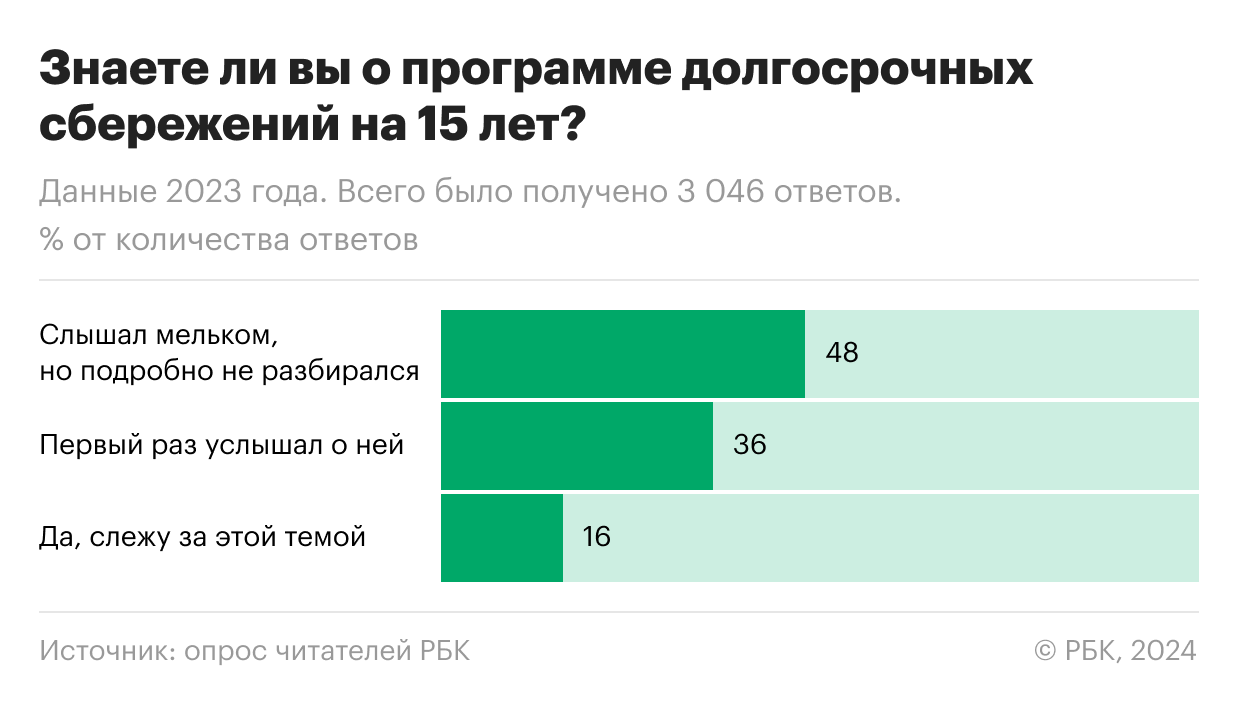 Знаете ли вы о программе долгосрочных
сбережений на 15 лет?
Данные 2023 года. Всего было получено 3 046 ответов.
% от количества ответов
Слышал мельком,
но подробно не разбирался
48
Первый раз услышал о ней
36
Да, слежу за этой темой
16
Источник: опрос читателей РБК
© РБК, 2024